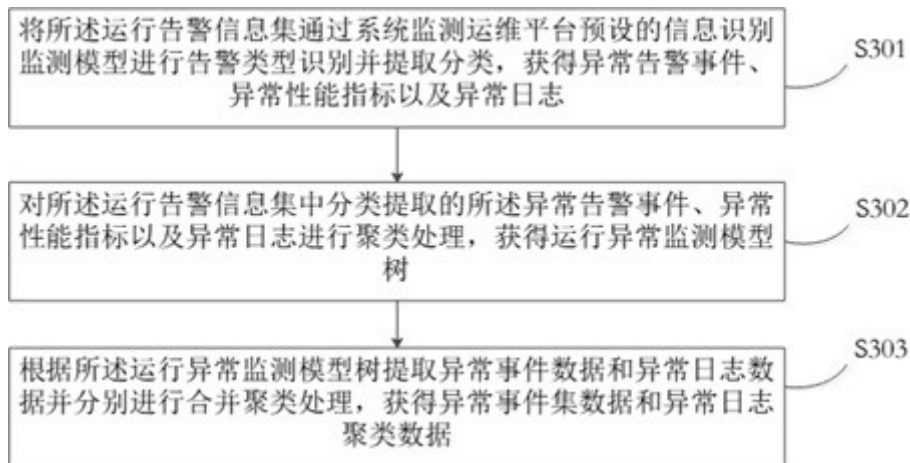 将所述运行告警信息集通过系统监测运维平台预设的信息识别
监测模型进行告警类型识别并提取分类，获得异常告警事件、
异常性能指标以及异常日志
S301
对所述运行告警信息集中分类提取的所述异常告警事件、异常
性能指标以及异常日志进行聚类处理，获得运行异常监测模型
树
S302
根据所述运行异常监测模型树提取异常事件数据和异常日志数
据并分别进行合并聚类处理，获得异常事件集数据和异常日志
聚类数据
S303